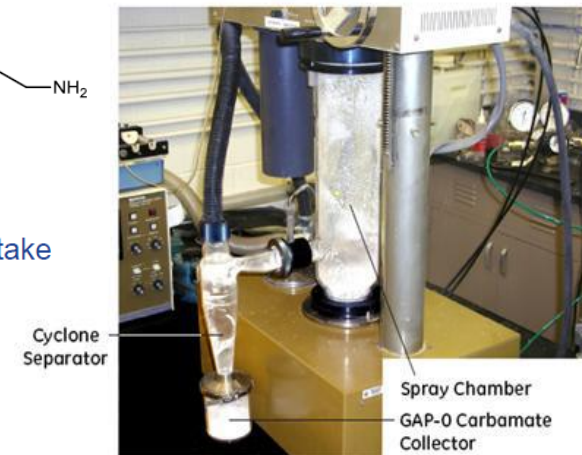 NH2
take
Cyclone
Separator
Spray Chamber
GAP-0 Carbamate
Collector